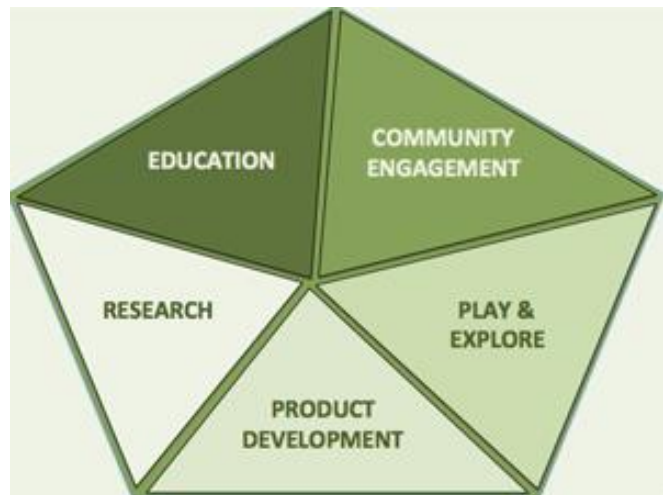 EDUCATION
COMMUNITY
ENGAGEMENT
RESEARCH
PLAY &
EXPLORE
PRODUCT
DEVELOPMENT